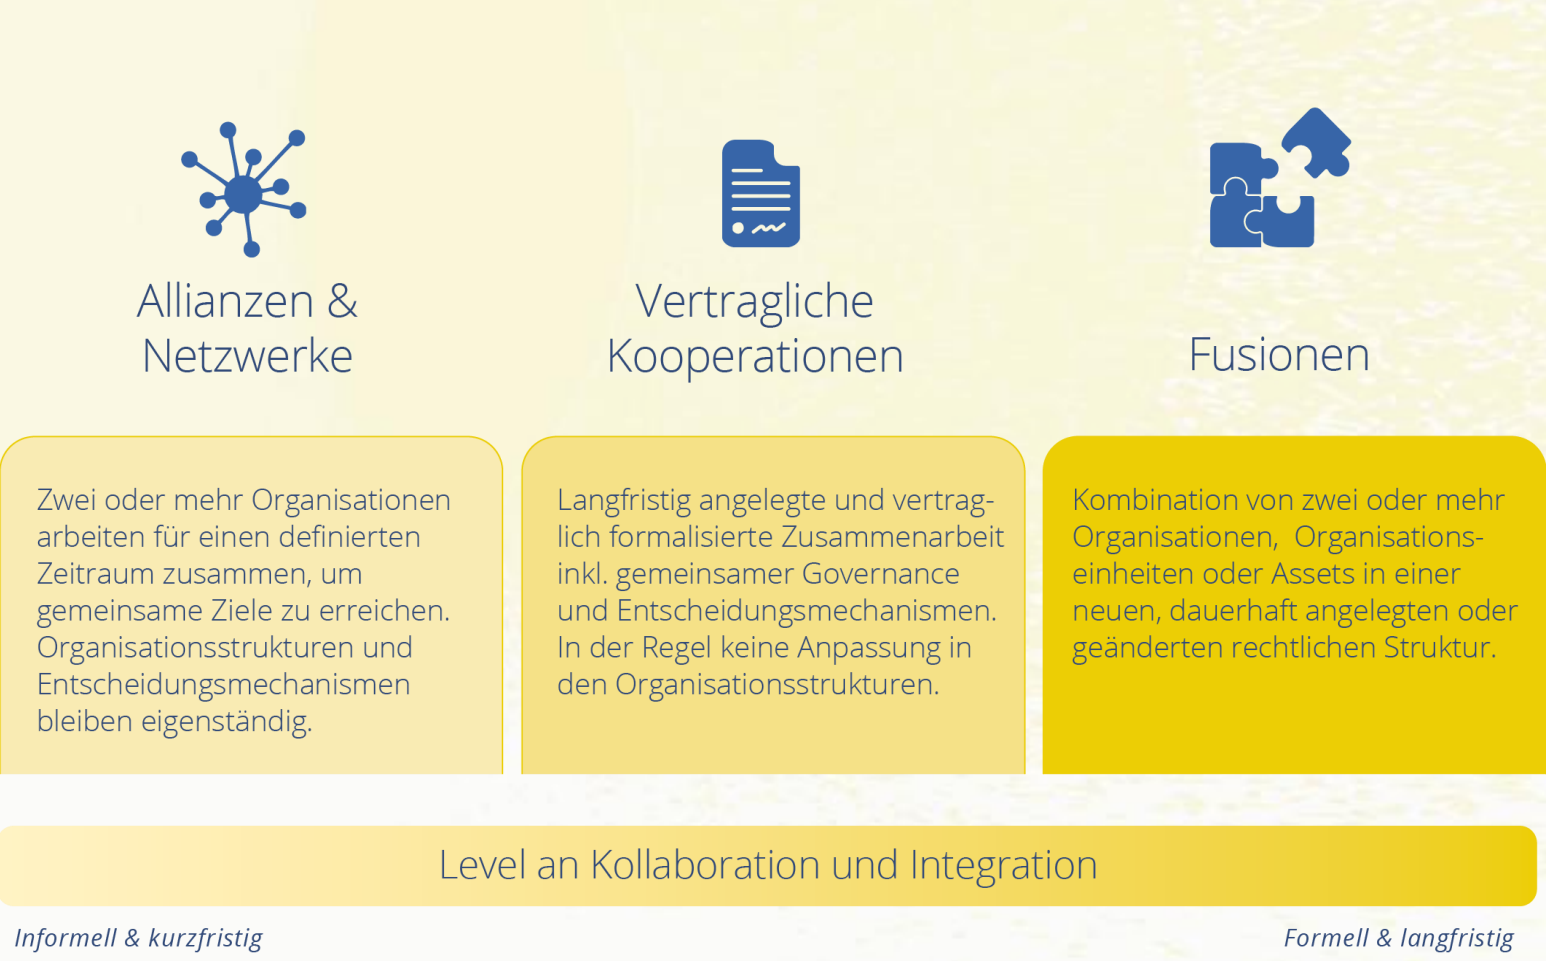 Allianzen &
Netzwerke
Vertragliche
Kooperationen
Fusionen
Zwei oder mehr Organisationen
arbeiten für einen definierten
Zeitraum zusammen, um
gemeinsame Ziele zu erreichen.
Organisationsstrukturen und
Entscheidungsmechanismen
bleiben eigenständig.
Langfristig angelegte und vertrag-
lich formalisierte Zusammenarbeit
inkl. gemeinsamer Governance
und Entscheidungsmechanismen.
In der Regel keine Anpassung in
den Organisationsstrukturen.
Kombination von zwei oder mehr
Organisationen, Organisations-
einheiten oder Assets in einer
neuen, dauerhaft angelegten oder
geänderten rechtlichen Struktur.
Level an Kollaboration und Integration
Informell & kurzfristig
Formell & langfristig